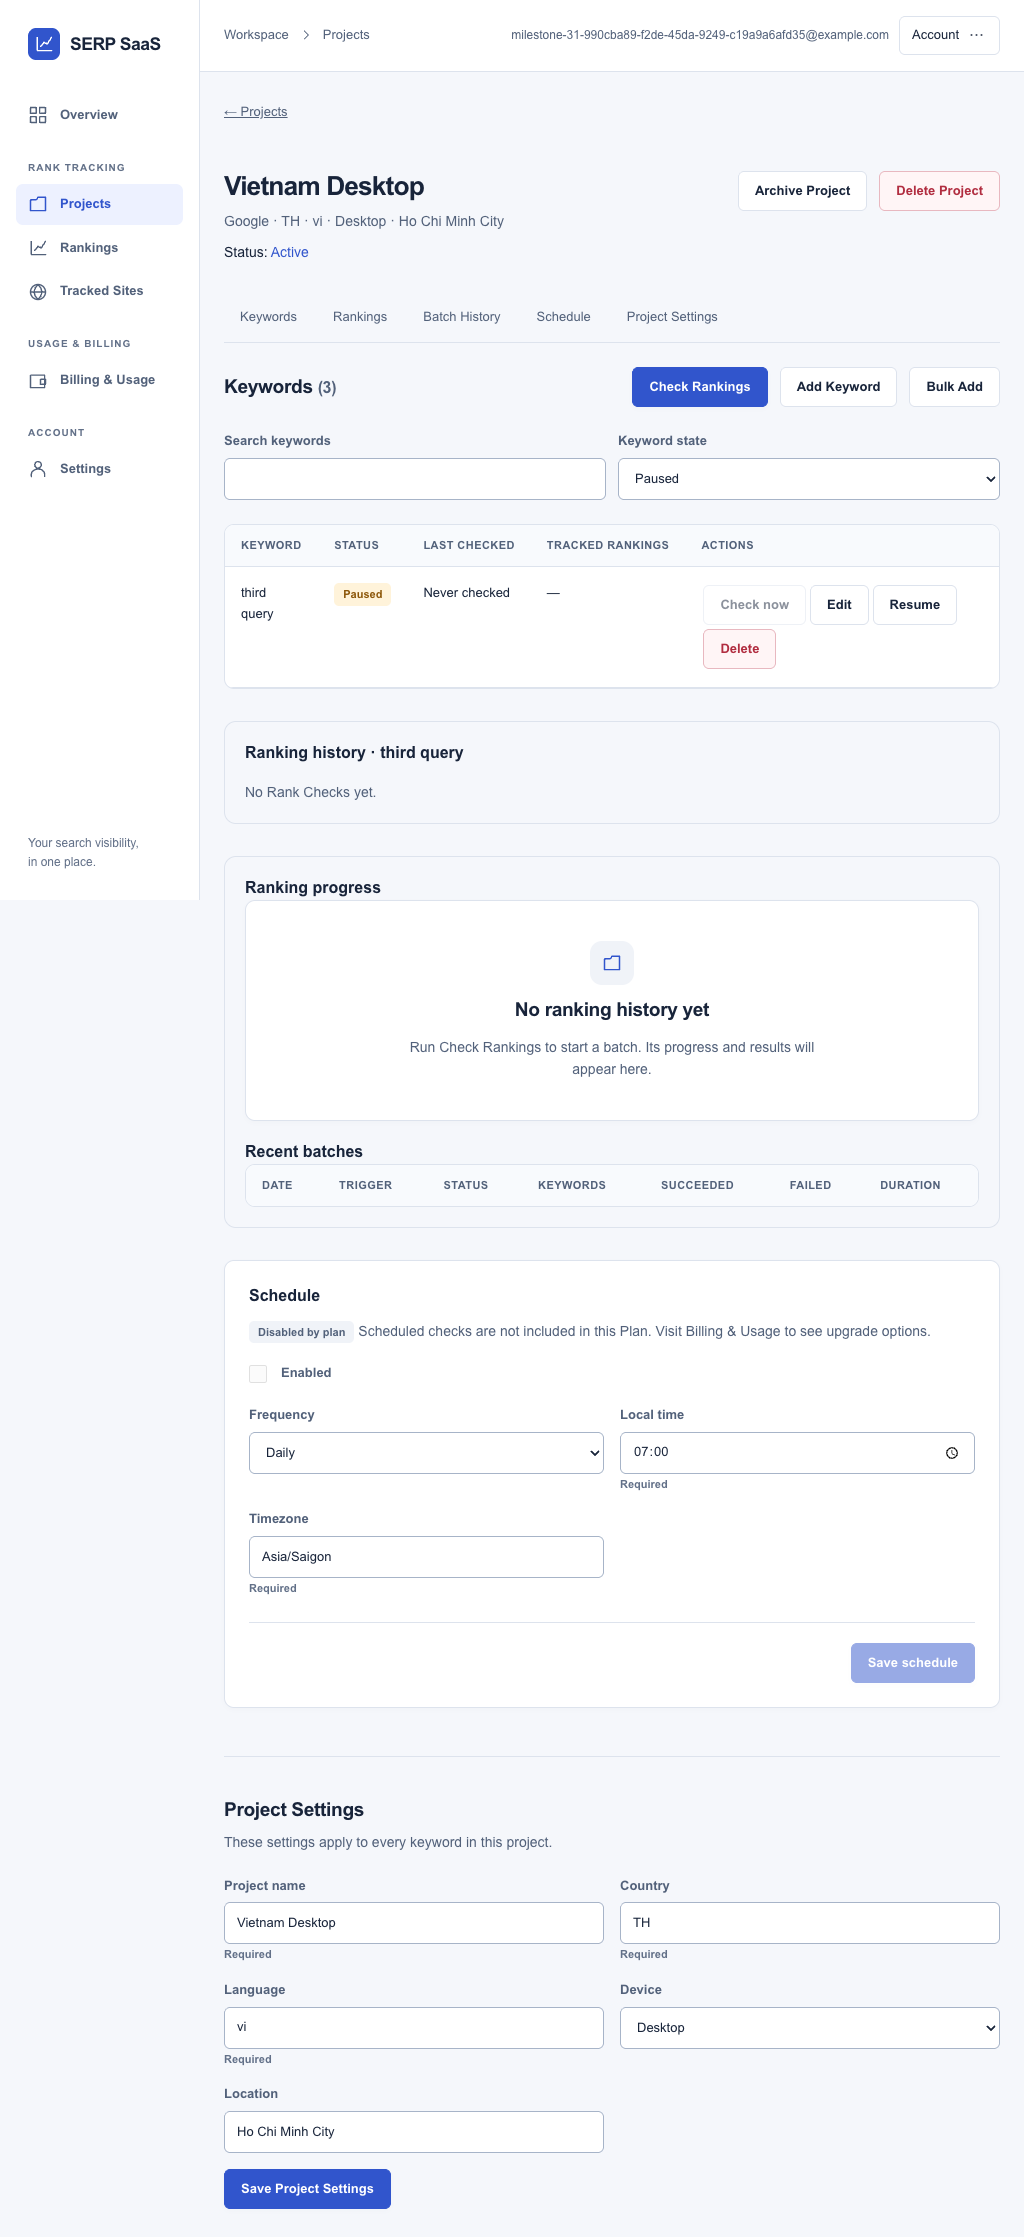 SERP SaaS
Workspace > Projects
milestone-31-990cba89-f2de-45da-9249-c19a9a6afd35@example.com
Account ···
Overview
RANK TRACKING
Projects
Rankings
Tracked Sites
USAGE & BILLING
Billing & Usage
ACCOUNT
Settings
Your search visibility,
in one place.
← Projects
Vietnam Desktop
Archive Project
Delete Project
Google · TH · vi · Desktop · Ho Chi Minh City
Status: Active
Keywords Rankings Batch History Schedule Project Settings
Keywords (3)
Check Rankings
Add Keyword
Bulk Add
Search keywords
Keyword state
Paused
KEYWORD STATUS LAST CHECKED TRACKED RANKINGS ACTIONS
third
query
Paused
Never checked
—
Check now
Edit
Resume
Delete
Ranking history · third query
No Rank Checks yet.
Ranking progress
No ranking history yet
Run Check Rankings to start a batch. Its progress and results will
appear here.
Recent batches
DATE TRIGGER STATUS KEYWORDS SUCCEEDED FAILED DURATION
Schedule
Disabled by plan Scheduled checks are not included in this Plan. Visit Billing & Usage to see upgrade options.
Enabled
Frequency
Daily
Local time
07:00
Required
Timezone
Asia/Saigon
Required
Save schedule
Project Settings
These settings apply to every keyword in this project.
Project name
Vietnam Desktop
Required
Country
TH
Required
Language
vi
Required
Device
Desktop
Location
Ho Chi Minh City
Save Project Settings